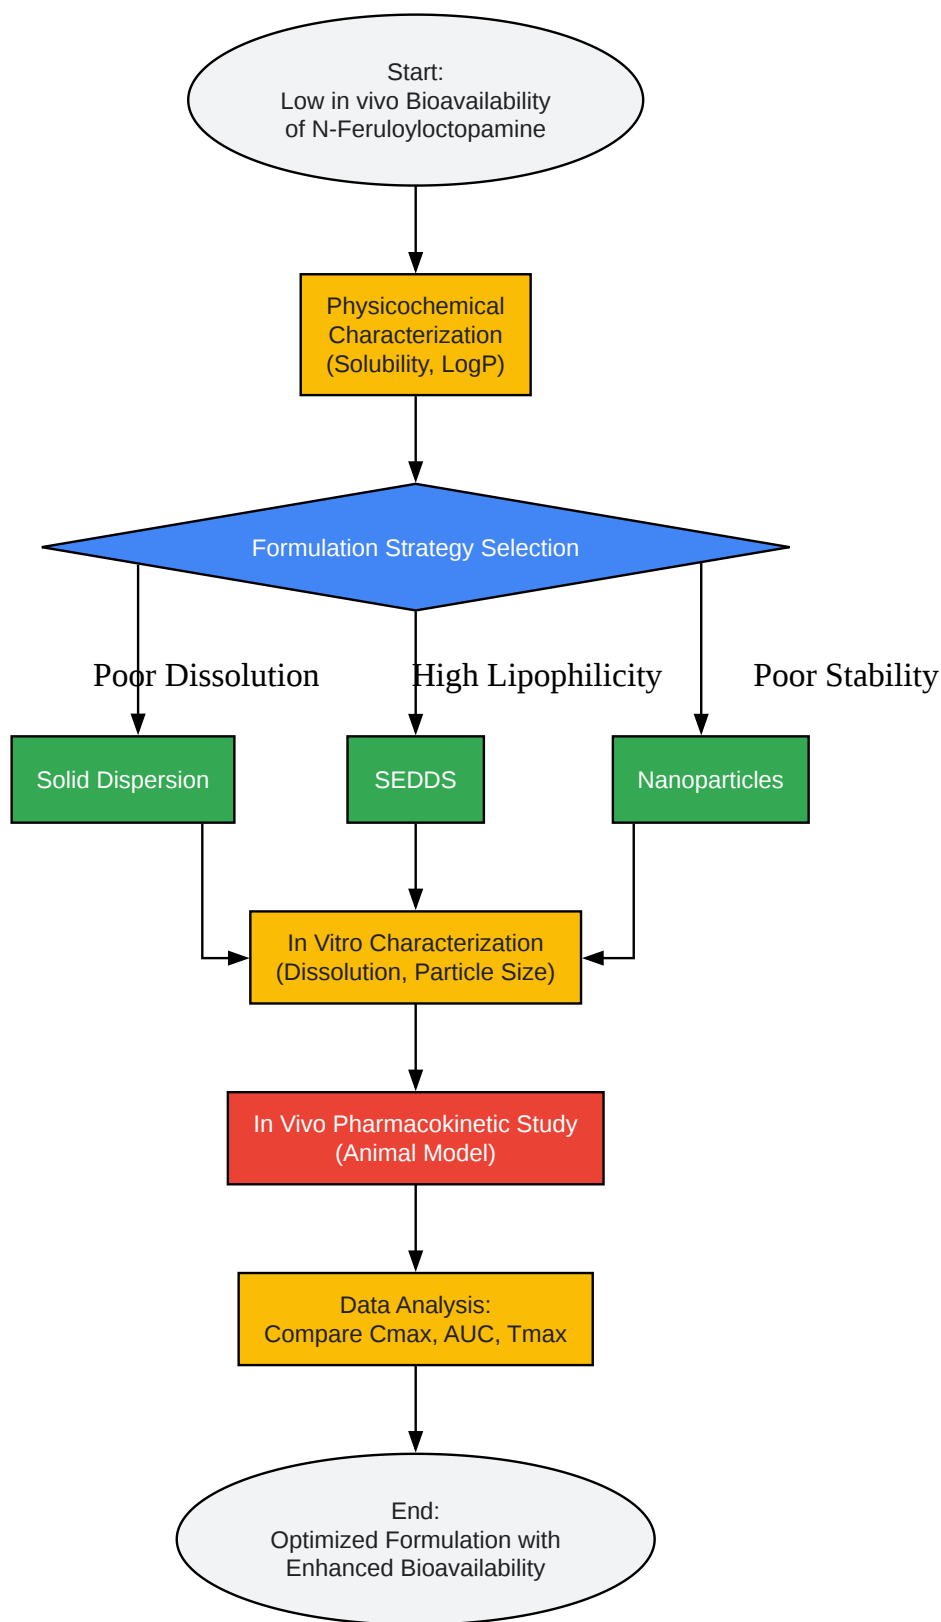 Start:
Low in vivo Bioavailability
of N-Feruloyloctopamine
Physicochemical
Characterization
(Solubility, LogP)
Formulation Strategy Selection
Poor Dissolution
High Lipophilicity
Poor Stability
Solid Dispersion
SEDDS
Nanoparticles
In Vitro Characterization
(Dissolution, Particle Size)
In Vivo Pharmacokinetic Study
(Animal Model)
Data Analysis:
Compare Cmax, AUC, Tmax
End:
Optimized Formulation with
Enhanced Bioavailability